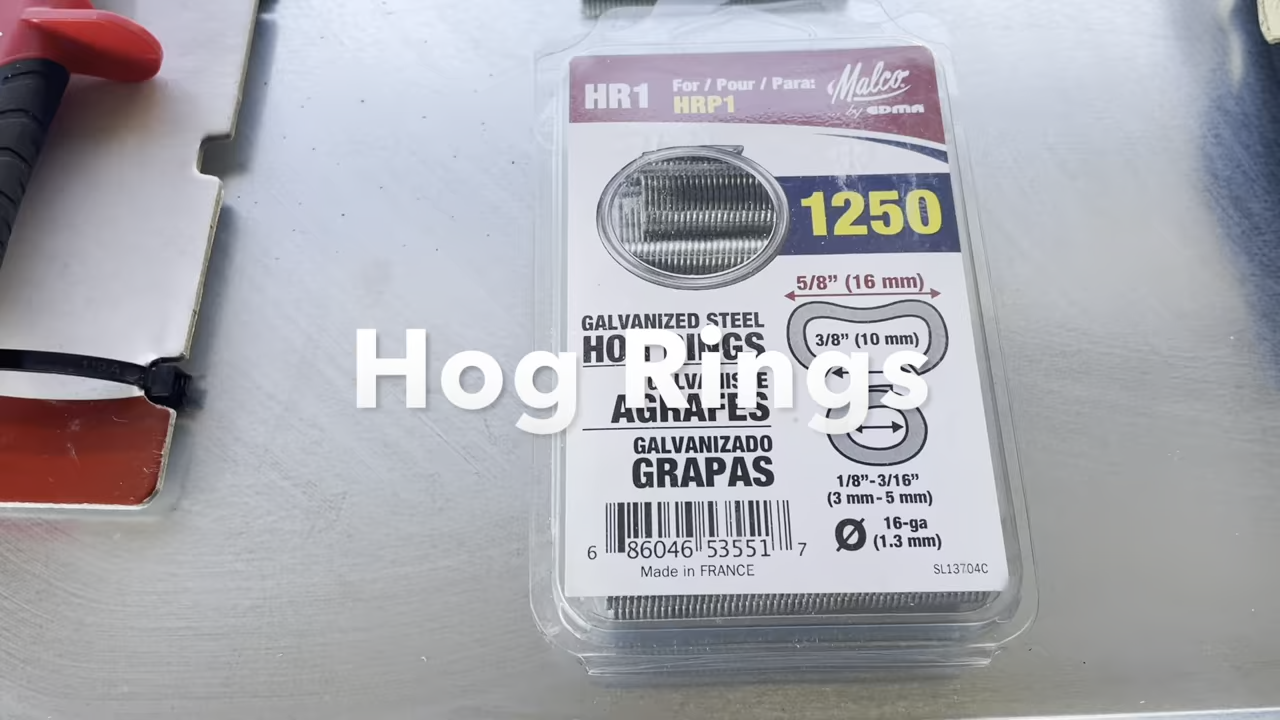 HR1
For / Pour / Para:
HRP1
Malco
by EDMA
1250
5/8” (16 mm)
3/8” (10 mm)
GALVANIZED STEEL
HOG RINGS
Hog Rings
AGRAFES
GALVANIZADO
GRAPAS
1/8”-3/16”
(3 mm - 5 mm)
Ø 16-ga
(1.3 mm)
6 86046 53551 7
Made in FRANCE
SL13704C